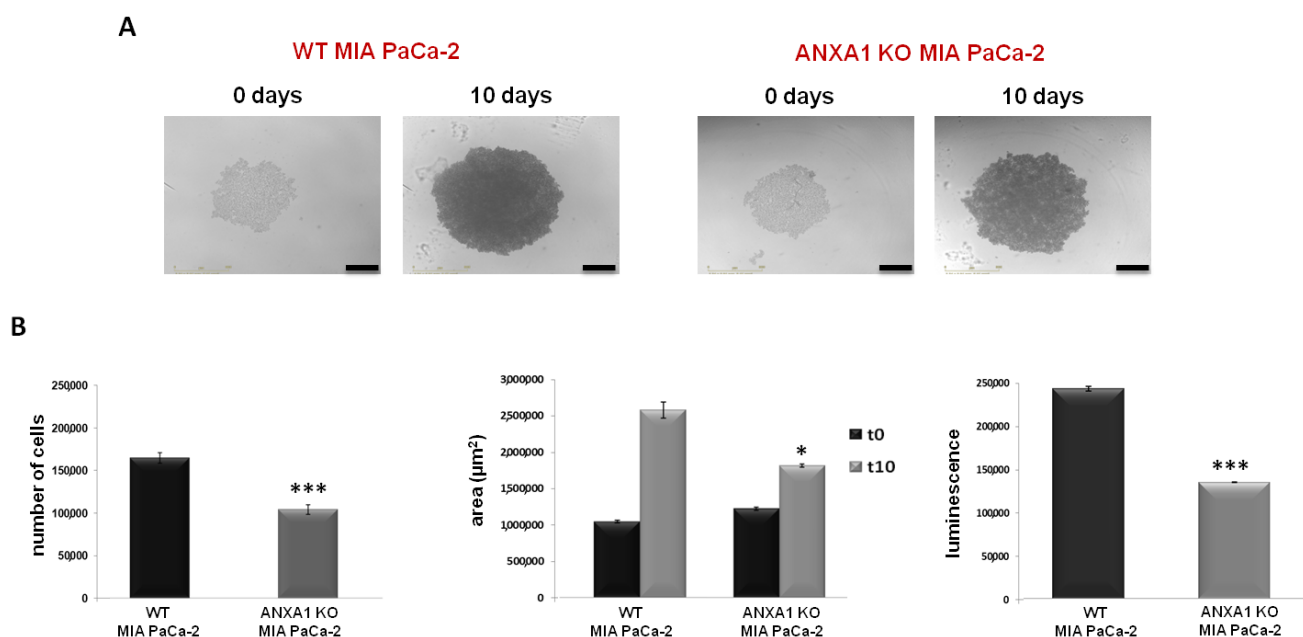 A
WT MIA PaCa-2
ANXA1 KO MIA PaCa-2
0 days
10 days
0 days
10 days
B
number of cells
250,000
200,000
150,000
100,000
50,000
0
***
WT
MIA PaCa-2
ANXA1 KO
MIA PaCa-2
area (µm²)
3,000,000
2,500,000
2,000,000
1,500,000
1,000,000
500,000
0
*
t0
t10
WT
MIA PaCa-2
ANXA1 KO
MIA PaCa-2
luminescence
250,000
200,000
150,000
100,000
50,000
0
***
WT
MIA PaCa-2
ANXA1 KO
MIA PaCa-2